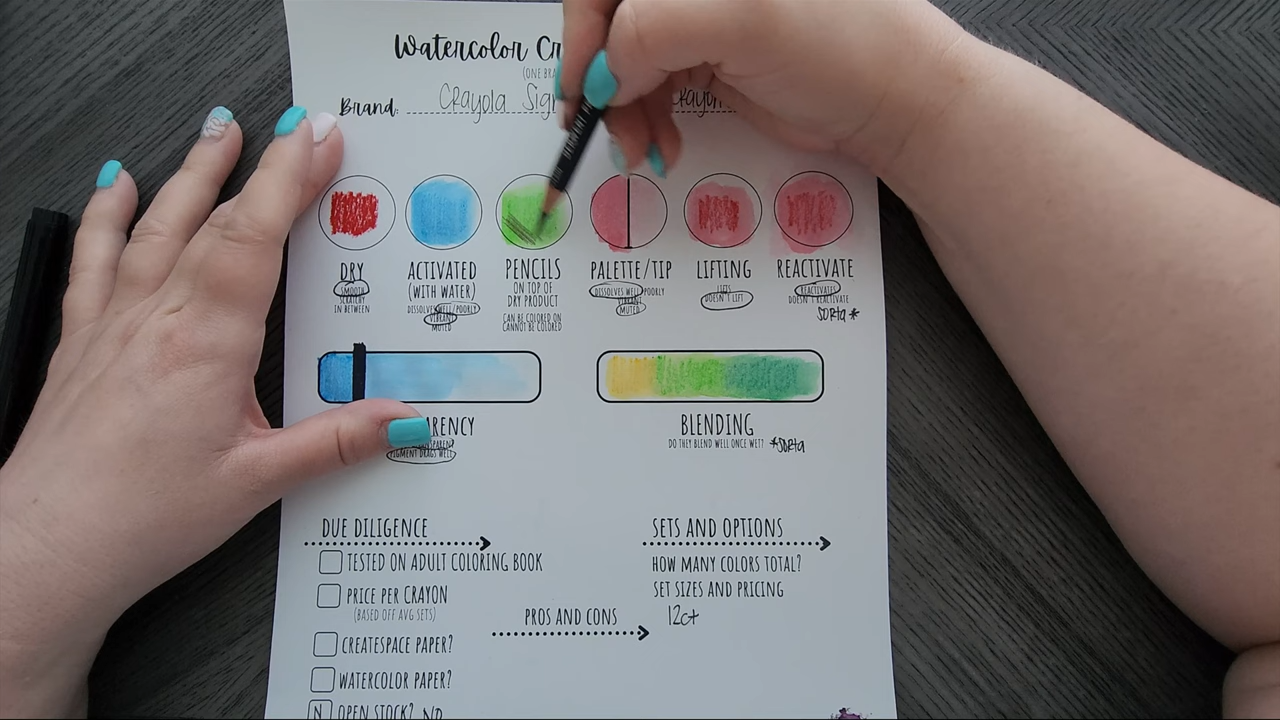 Watercolor Cr
(ONE BRA
Brand: Crayola Sig Crayon
DERWENT
DRY
SMOOTH
SCRATCHY
IN BETWEEN
ACTIVATED
(WITH WATER)
DISSOLVES WELL/POORLY
VIBRANT
MUTED
PENCILS
ON TOP OF
DRY PRODUCT
CAN BE COLORED ON
CANNOT BE COLORED
PALETTE/TIP
DISSOLVES WELL/POORLY
VIBRANT
MUTED
LIFTING
LIFTS
DOESN'T LIFT
REACTIVATE
REACTIVATES
DOESN'T REACTIVATE
SORTA *
ARENCY
PIGMENT DRAGS WELL
BLENDING
DO THEY BLEND WELL ONCE WET? *SORTA
DUE DILIGENCE
TESTED ON ADULT COLORING BOOK
PRICE PER CRAYON
(BASED OFF AVG SETS)
CREATESPACE PAPER?
WATERCOLOR PAPER?
N OPEN STOCK? NO
PROS AND CONS
SETS AND OPTIONS
HOW MANY COLORS TOTAL?
SET SIZES AND PRICING
12ct